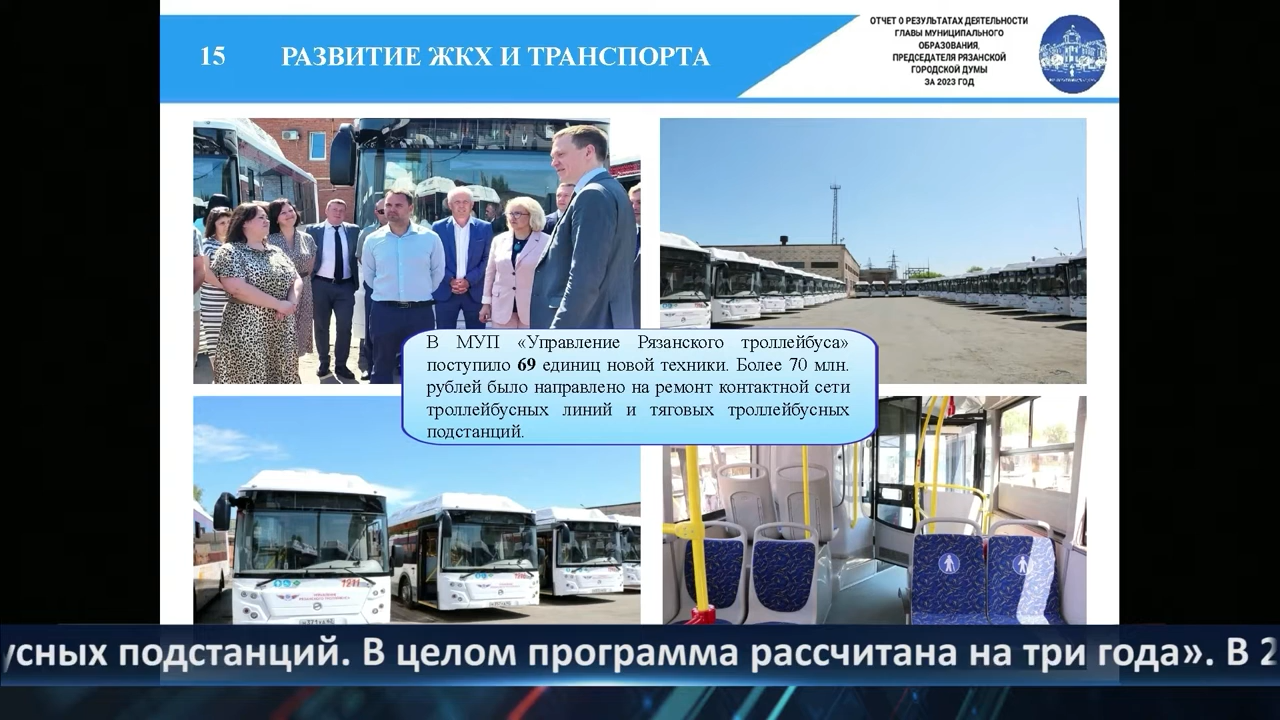 15
РАЗВИТИЕ ЖКХ И ТРАНСПОРТА
ОТЧЕТ О РЕЗУЛЬТАТАХ ДЕЯТЕЛЬНОСТИ
ГЛАВЫ МУНИЦИПАЛЬНОГО
ОБРАЗОВАНИЯ,
ПРЕДСЕДАТЕЛЯ РЯЗАНСКОЙ
ГОРОДСКОЙ ДУМЫ
ЗА 2023 ГОД
В МУП «Управление Рязанского троллейбуса»
поступило 69 единиц новой техники. Более 70 млн.
рублей было направлено на ремонт контактной сети
троллейбусных линий и тяговых троллейбусных
подстанций.
усных подстанций. В целом программа рассчитана на три года». В 2